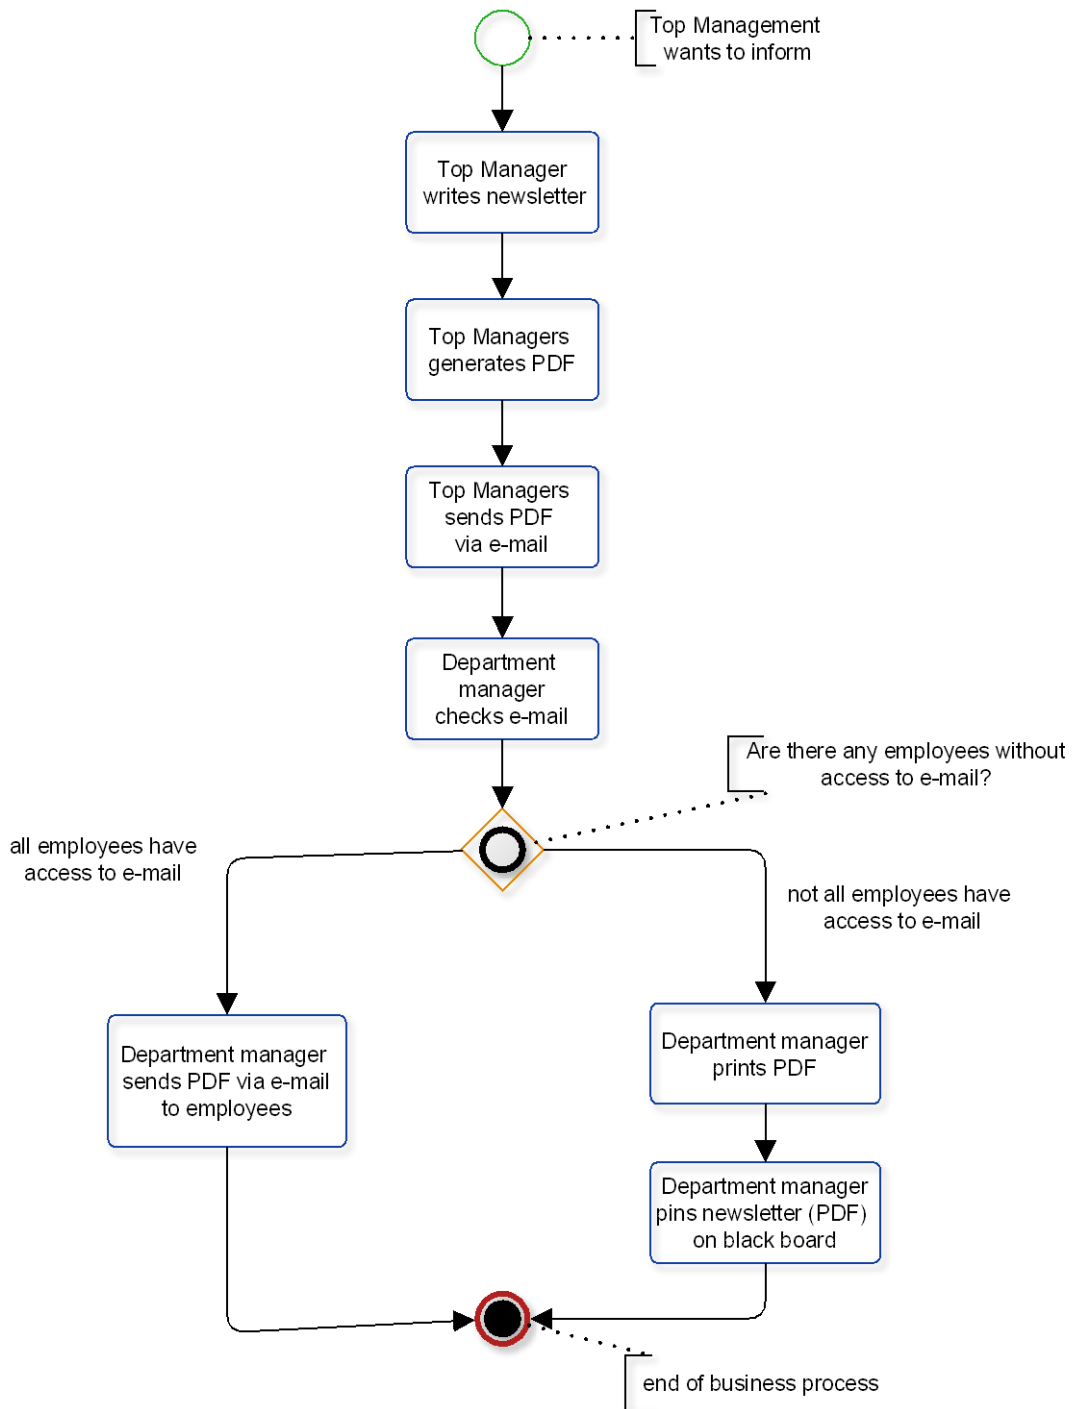 Top Management
wants to inform
Top Manager
writes newsletter
Top Managers
generates PDF
Top Managers
sends PDF
via e-mail
Department
manager
checks e-mail
Are there any employees without
access to e-mail?
all employees have
access to e-mail
not all employees have
access to e-mail
Department manager
sends PDF via e-mail
to employees
Department manager
prints PDF
Department manager
pins newsletter (PDF)
on black board
end of business process